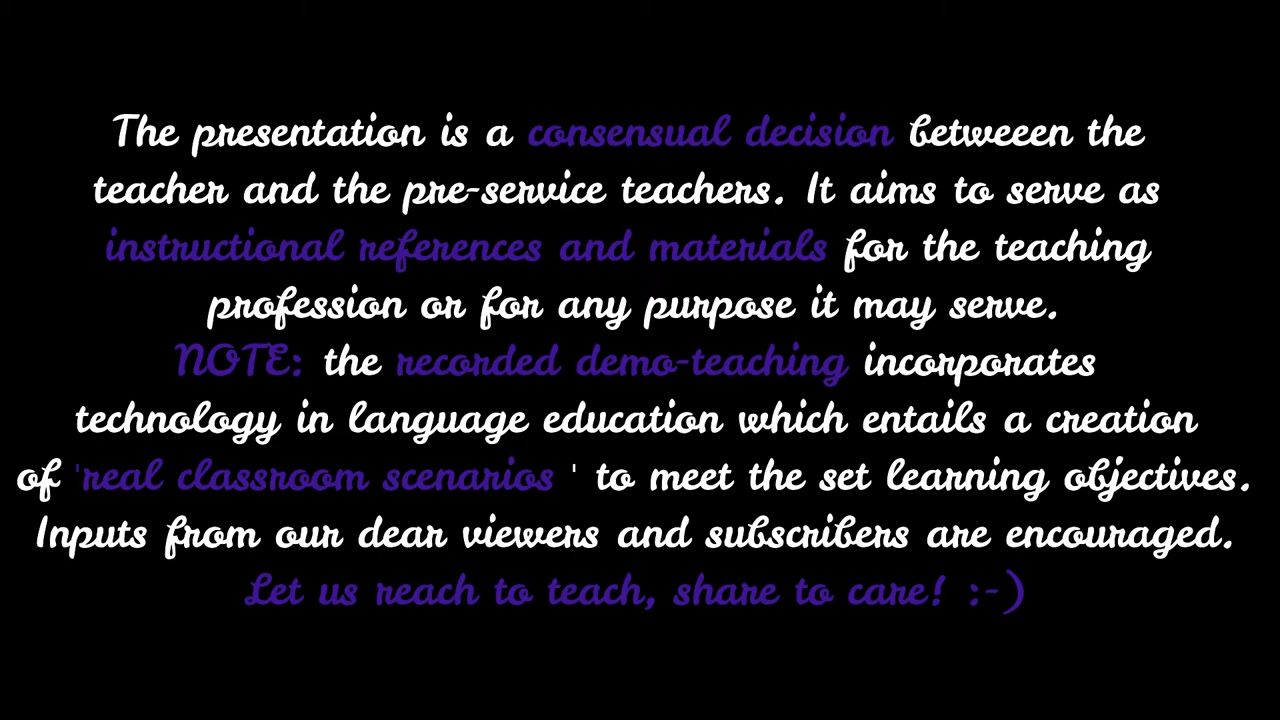 The presentation is a consensual decision betweeen the
teacher and the pre-service teachers. It aims to serve as
instructional references and materials for the teaching
profession or for any purpose it may serve.
NOTE: the recorded demo-teaching incorporates
technology in language education which entails a creation
of 'real classroom scenarios ' to meet the set learning objectives.
Inputs from our dear viewers and subscribers are encouraged.
Let us reach to teach, share to care! :-)